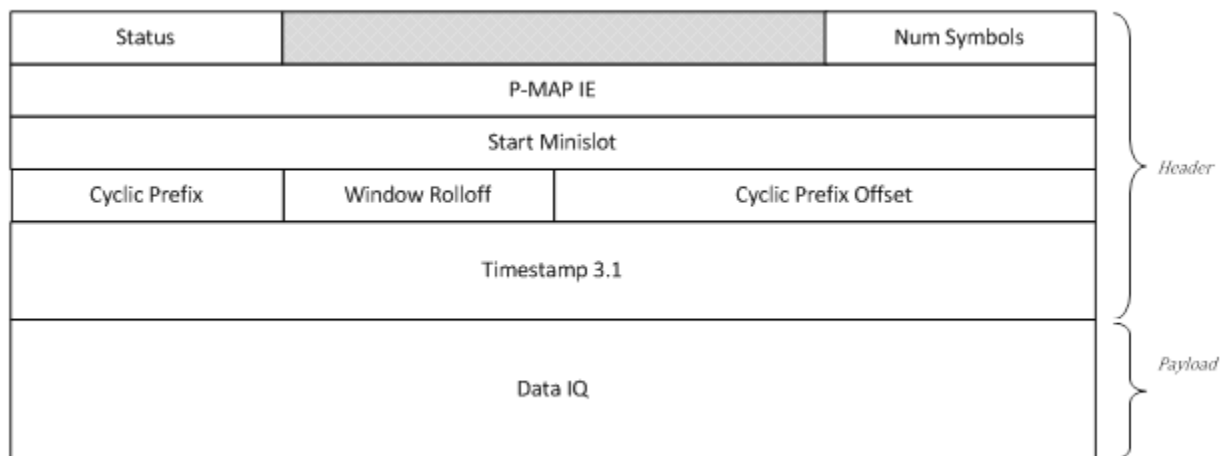 Status
Num Symbols
P-MAP IE
Start Minislot
Header
Cyclic Prefix
Window Rolloff
Cyclic Prefix Offset
Timestamp 3.1
Data IQ
Payload